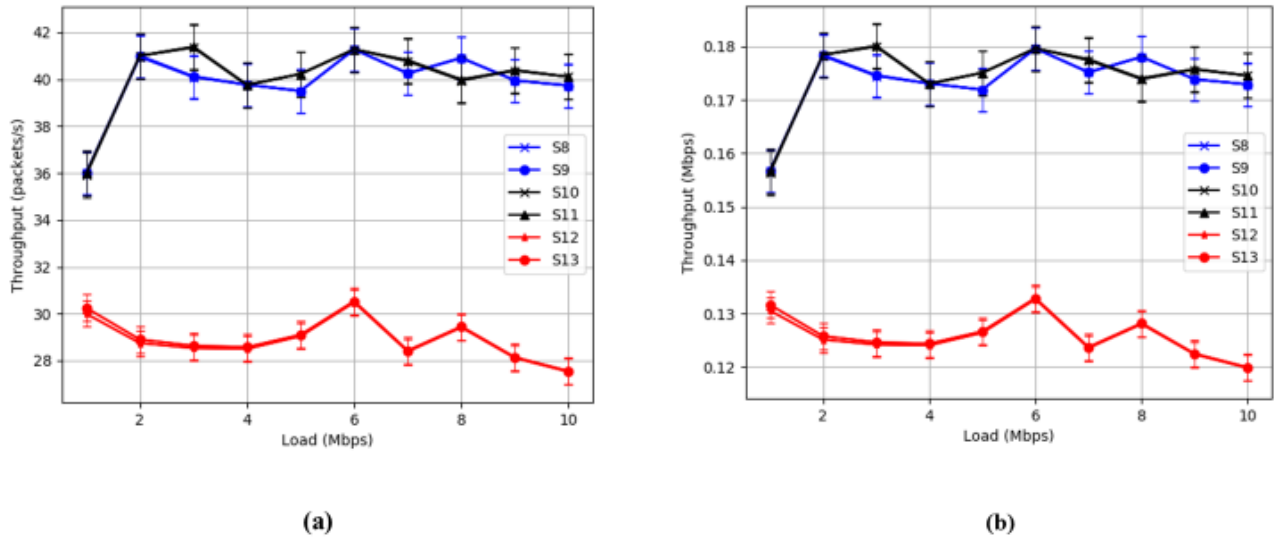 42
40
38
36
34
32
30
28
Throughput (packets/s)
2 4 6 8 10
Load (Mbps)
S8
S9
S10
S11
S12
S13
(a)
0.18
0.17
0.16
0.15
0.14
0.13
0.12
Throughput (Mbps)
2 4 6 8 10
Load (Mbps)
S8
S9
S10
S11
S12
S13
(b)